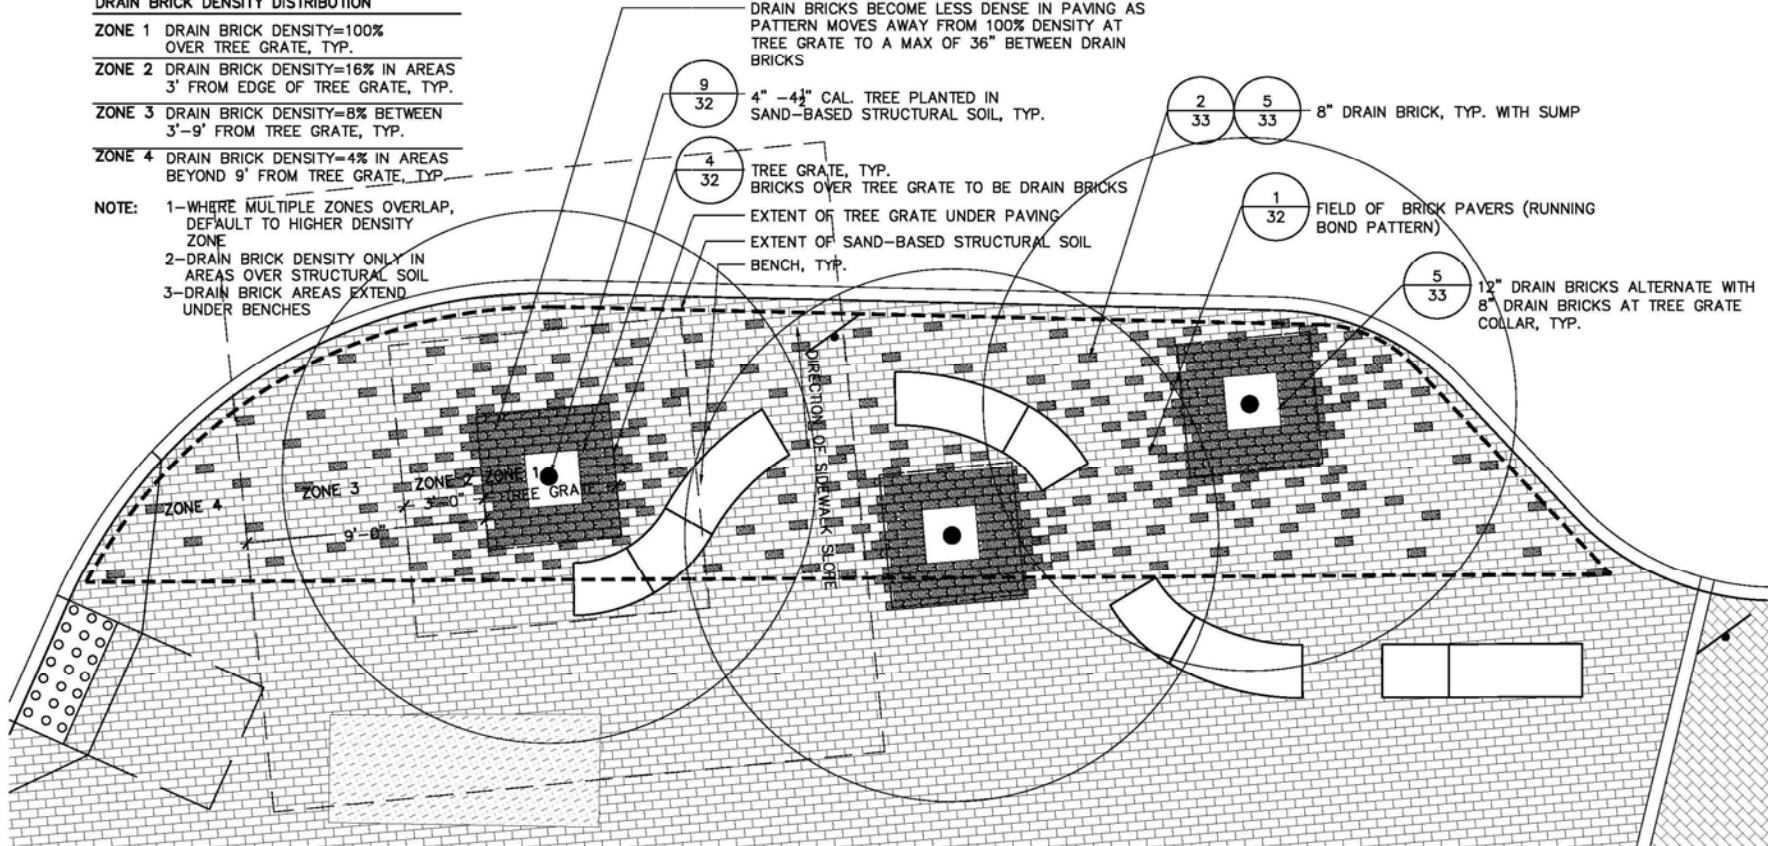 DRAIN BRICK DENSITY DISTRIBUTION
ZONE 1 DRAIN BRICK DENSITY=100%
OVER TREE GRATE, TYP.
ZONE 2 DRAIN BRICK DENSITY=16% IN AREAS
3' FROM EDGE OF TREE GRATE, TYP.
ZONE 3 DRAIN BRICK DENSITY=8% BETWEEN
3'-9' FROM TREE GRATE, TYP.
ZONE 4 DRAIN BRICK DENSITY=4% IN AREAS
BEYOND 9' FROM TREE GRATE, TYP.
NOTE: 1-WHERE MULTIPLE ZONES OVERLAP,
DEFAULT TO HIGHER DENSITY
ZONE
2-DRAIN BRICK DENSITY ONLY IN
AREAS OVER STRUCTURAL SOIL
3-DRAIN BRICK AREAS EXTEND
UNDER BENCHES
DRAIN BRICKS BECOME LESS DENSE IN PAVING AS
PATTERN MOVES AWAY FROM 100% DENSITY AT
TREE GRATE TO A MAX OF 36" BETWEEN DRAIN
BRICKS
9
32
4" -4½" CAL. TREE PLANTED IN
SAND-BASED STRUCTURAL SOIL, TYP.
4
32
TREE GRATE, TYP.
BRICKS OVER TREE GRATE TO BE DRAIN BRICKS
EXTENT OF TREE GRATE UNDER PAVING
EXTENT OF SAND-BASED STRUCTURAL SOIL
BENCH, TYP.
2
33
5
33
8" DRAIN BRICK, TYP. WITH SUMP
1
32
FIELD OF BRICK PAVERS (RUNNING
BOND PATTERN)
5
33
12" DRAIN BRICKS ALTERNATE WITH
8" DRAIN BRICKS AT TREE GRATE
COLLAR, TYP.
DIRECTION OF SIDEWALK SLOPE
ZONE 4
ZONE 3
ZONE 2
ZONE 1
3'-0"
TREE GRATE
9'-0"